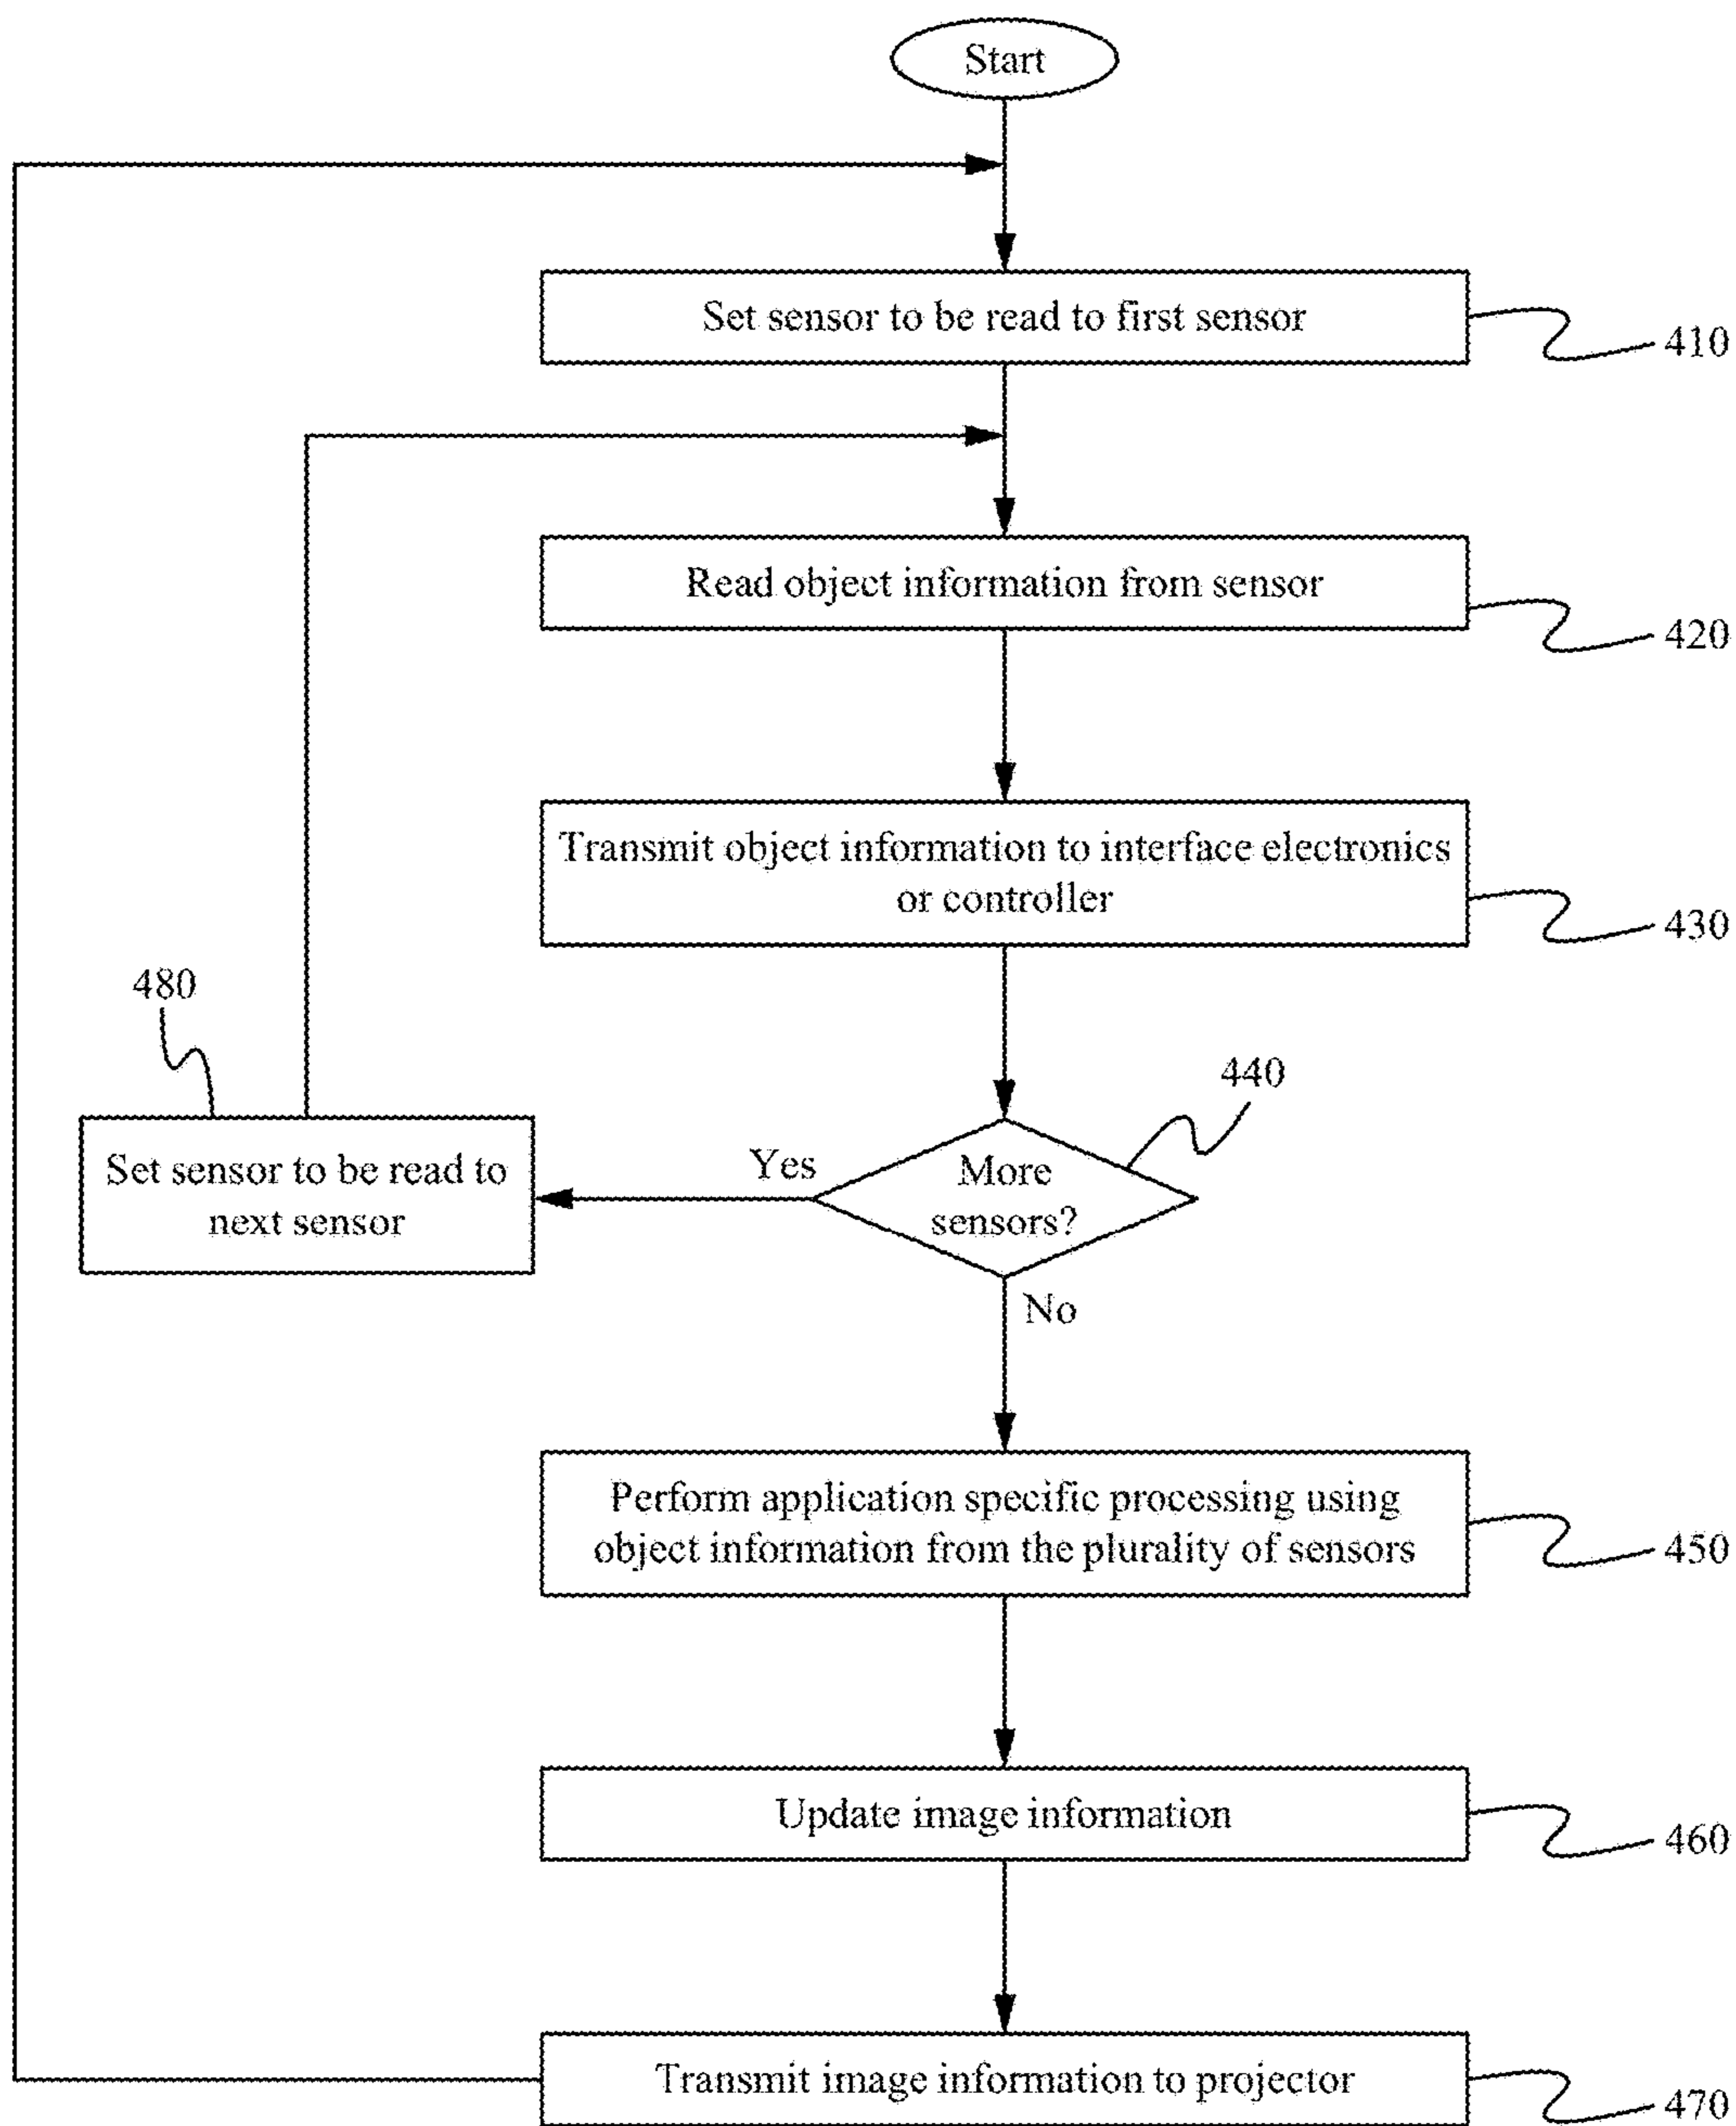 Start
Set sensor to be read to first sensor
410
Read object information from sensor
420
Transmit object information to interface electronics
or controller
430
480
440
Set sensor to be read to
next sensor
Yes
More
sensors?
No
Perform application specific processing using
object information from the plurality of sensors
450
Update image information
460
Transmit image information to projector
470